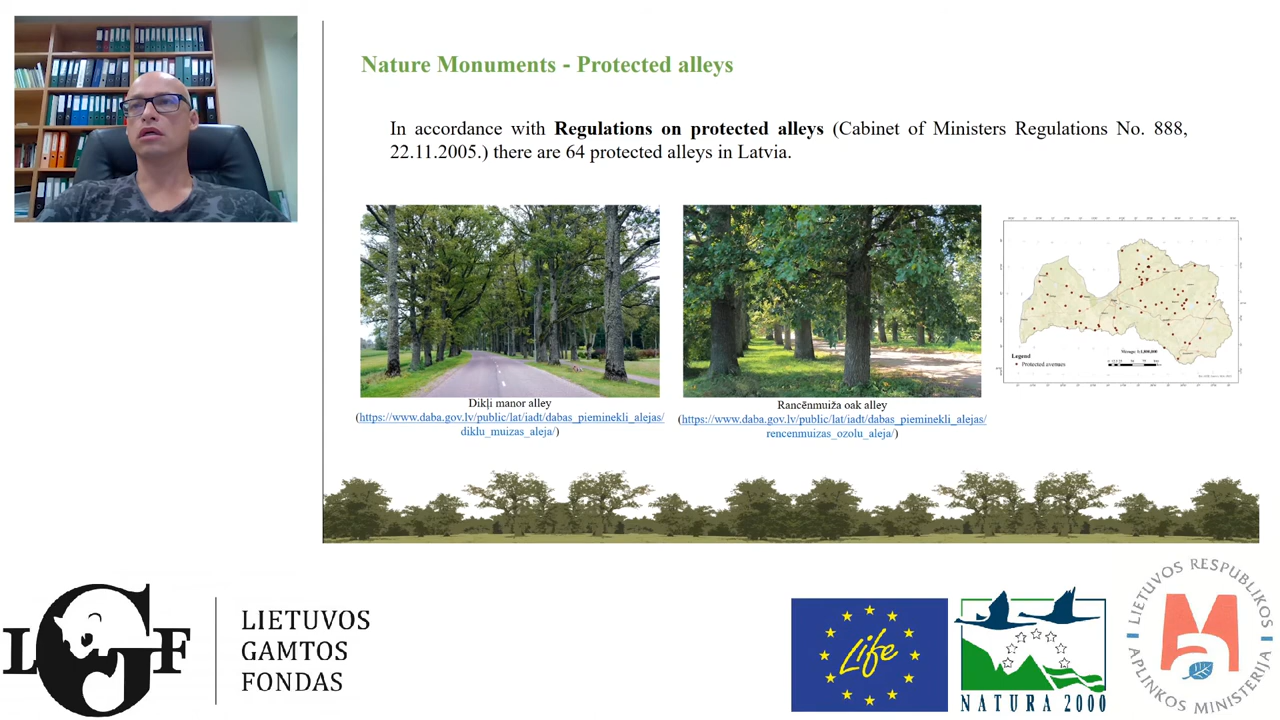 Nature Monuments - Protected alleys
In accordance with Regulations on protected alleys (Cabinet of Ministers Regulations No. 888,
22.11.2005.) there are 64 protected alleys in Latvia.
Dikļi manor alley
(https://www.daba.gov.lv/public/lat/iadt/dabas_pieminekli_alejas/
diklu_muizas_aleja/)
Rancēnmuiža oak alley
(https://www.daba.gov.lv/public/lat/iadt/dabas_pieminekli_alejas/
rencenmuizas_ozolu_aleja/)
Legend
Protected avenues
LGF
LIETUVOS
GAMTOS
FONDAS
Life
NATURA 2000
LIETUVOS RESPUBLIKOS
APLINKOS MINISTERIJA